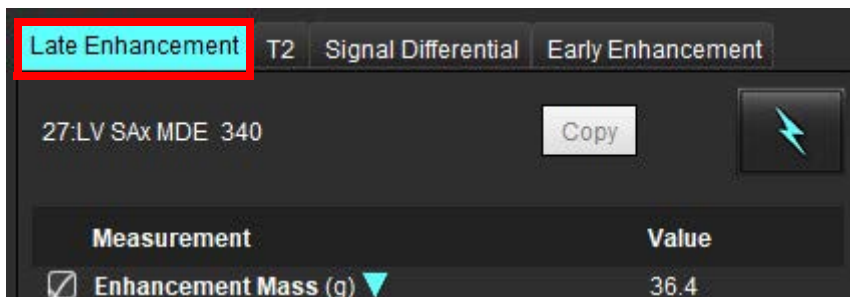 Late Enhancement T2 Signal Differential Early Enhancement
27:LV SAx MDE 340 Copy
Measurement Value
Enhancement Mass (g) 36.4